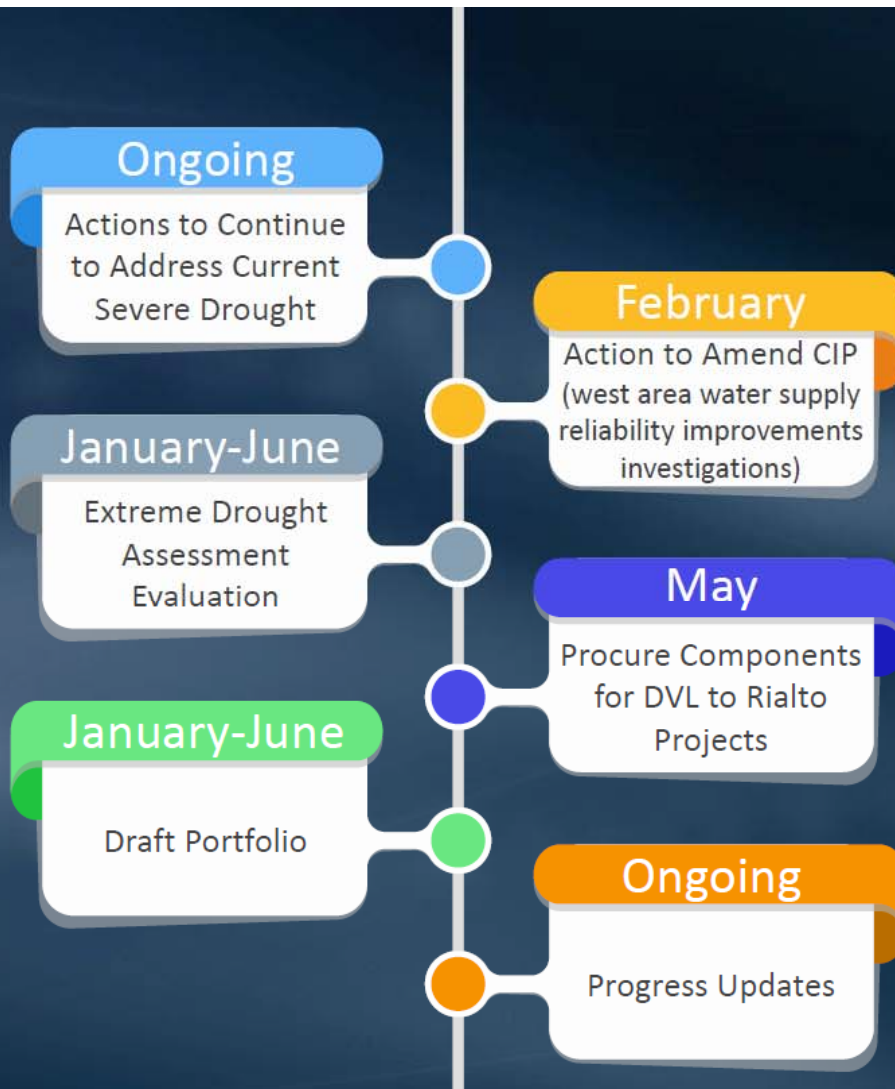 Ongoing
Actions to Continue
to Address Current
Severe Drought
February
Action to Amend CIP
(west area water supply
reliability improvements
investigations)
January-June
Extreme Drought
Assessment
Evaluation
May
Procure Components
for DVL to Rialto
Projects
January-June
Draft Portfolio
Ongoing
Progress Updates